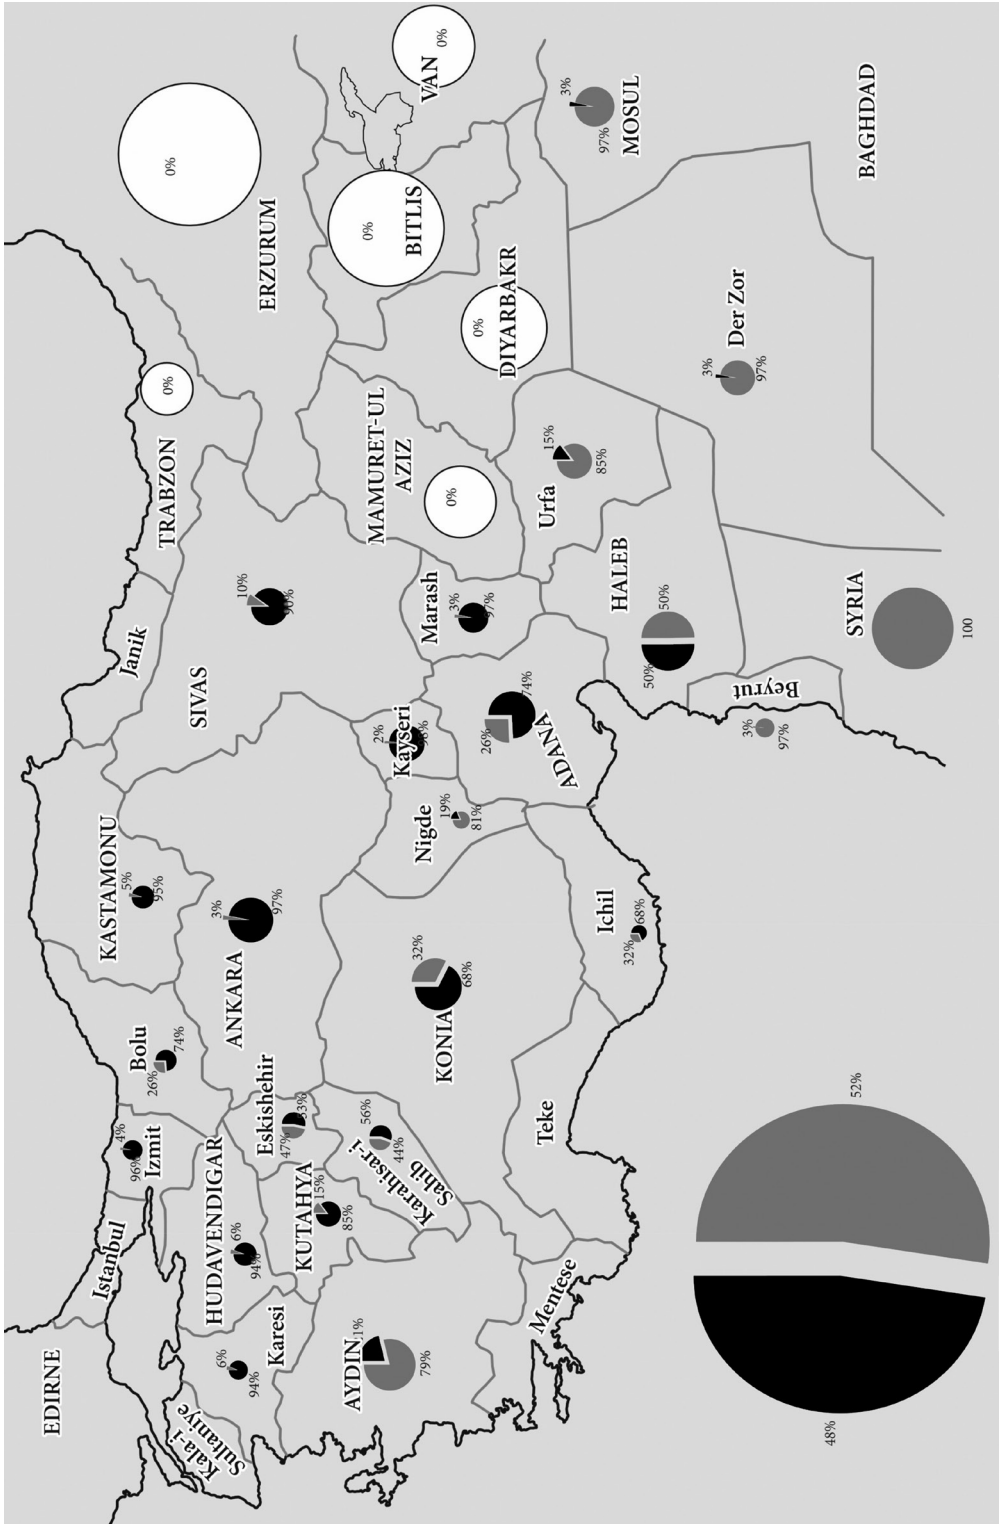 EDIRNE
Istanbul
Izmit
96%
4%
Bolu
26%
74%
KASTAMONU
5%
95%
Janik
TRABZON
0%
ERZURUM
0%
Kala-i
Sultaniye
Karesi
6%
94%
HUDAVENDIGAR
6%
94%
Eskishehir
47%
53%
ANKARA
3%
97%
SIVAS
10%
90%
KUTAHYA
15%
85%
AYDIN
79%
Karahisar-i
Sahib
56%
44%
KONIA
32%
68%
Nigde
19%
81%
Kayseri
2%
98%
Marash
3%
97%
MAMURET-UL
AZIZ
0%
BITLIS
0%
VAN
0%
DIYARBAKR
0%
Mentese
Teke
Ichil
32%
68%
ADANA
26%
74%
Urfa
15%
85%
HALEB
50%
50%
MOSUL
3%
97%
Beyrut
3%
97%
Der Zor
3%
97%
SYRIA
100
BAGHDAD
48%
52%